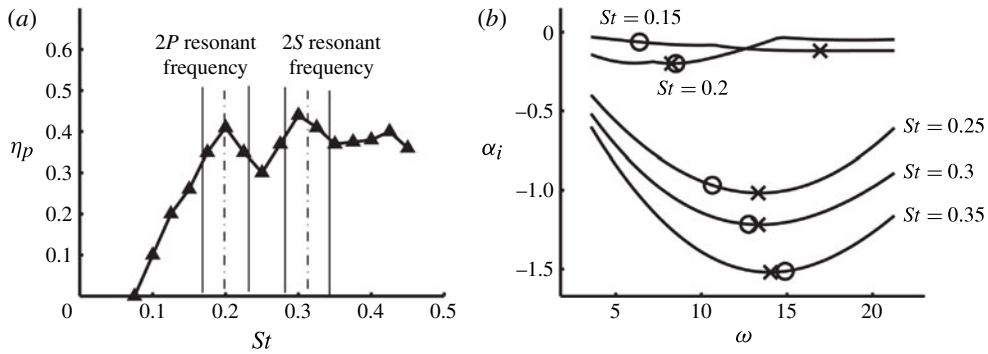 (a)
0.6
0.5
0.4
0.3
0.2
0.1
0
ηp
2P resonant
frequency
2S resonant
frequency
0.1
0.2
0.3
0.4
0.5
St
(b)
0
−0.5
−1.0
−1.5
αi
St = 0.15
St = 0.2
St = 0.25
St = 0.3
St = 0.35
5
10
15
20
ω